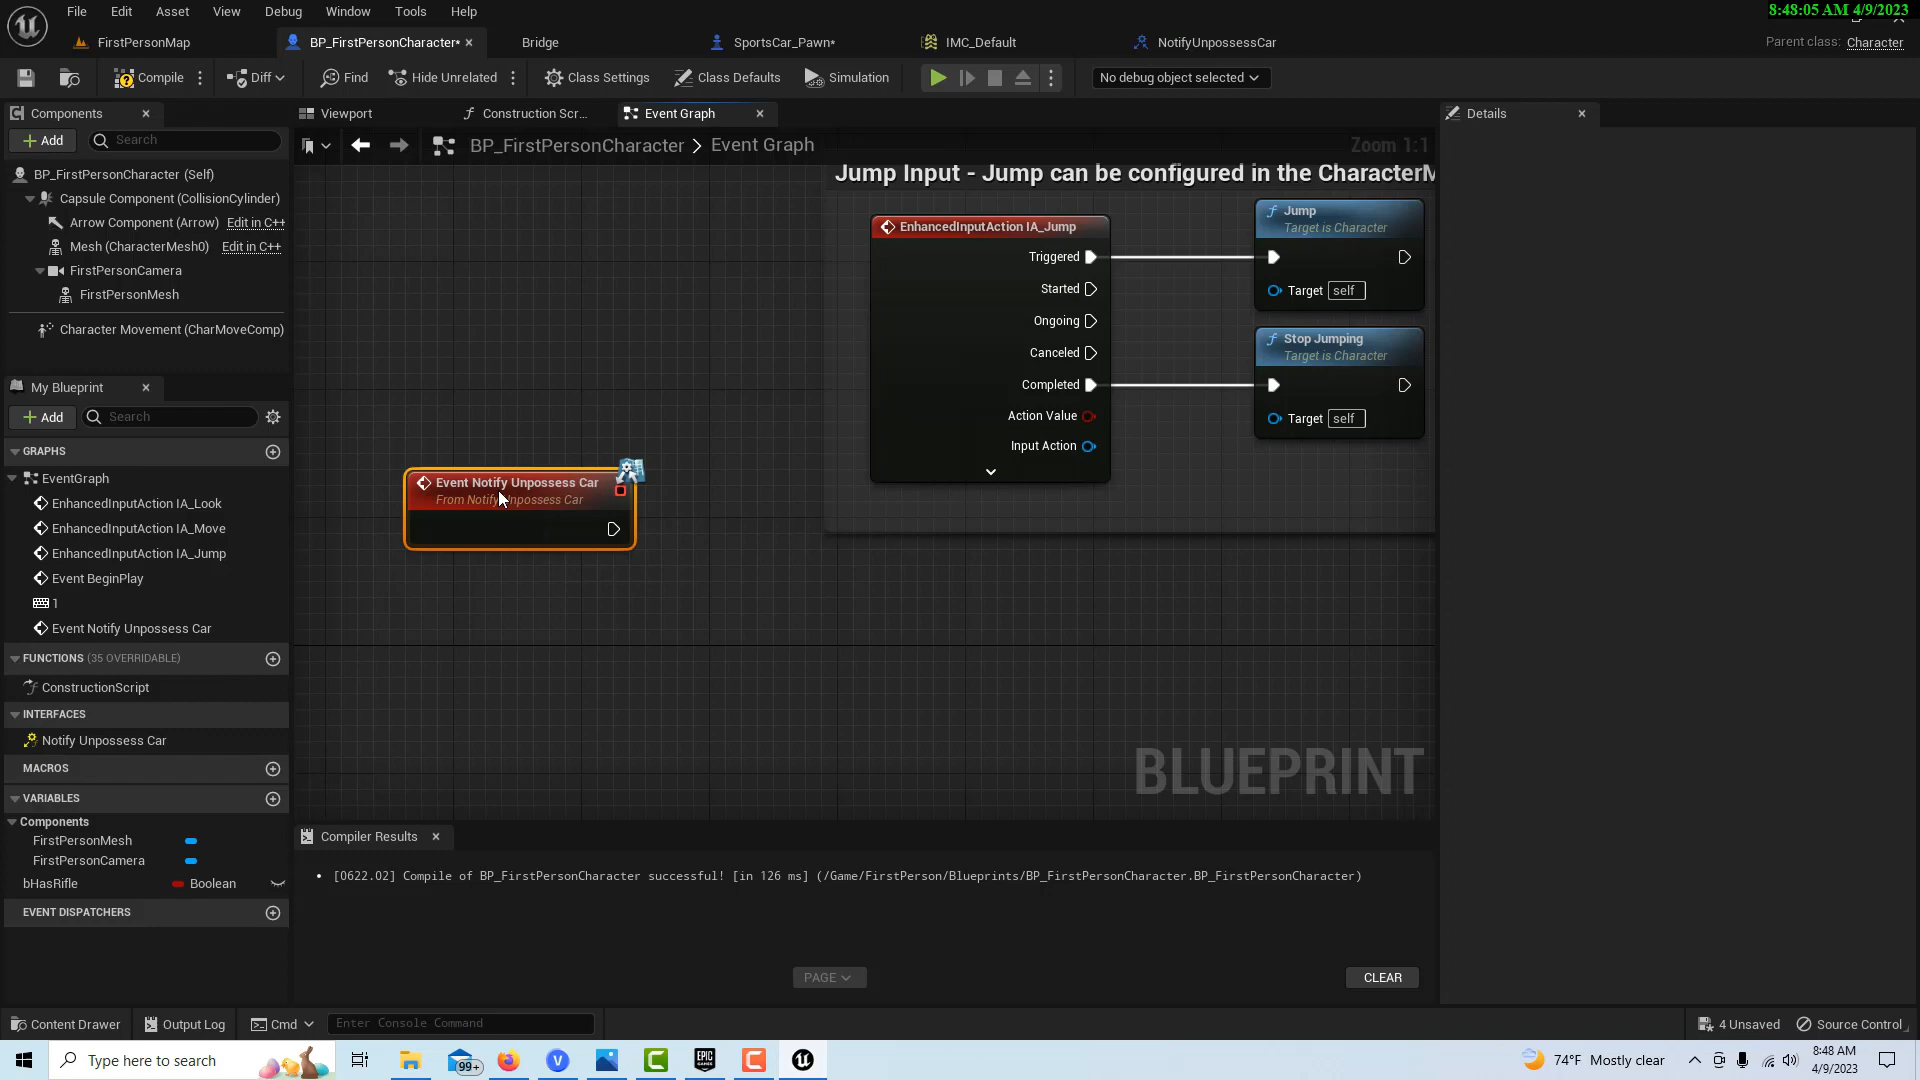 8:48:05 AM 4/9/2023
File Edit Asset View Debug Window Tools Help
FirstPersonMap BP_FirstPersonCharacter* Bridge SportsCar_Pawn* IMC_Default NotifyUnpossessCar
Parent class: Character
Compile Diff Find Hide Unrelated Class Settings Class Defaults Simulation No debug object selected
Components
Add Search
BP_FirstPersonCharacter (Self)
Capsule Component (CollisionCylinder)
Arrow Component (Arrow) Edit in C++
Mesh (CharacterMesh0) Edit in C++
FirstPersonCamera
FirstPersonMesh
Character Movement (CharMoveComp)
My Blueprint
Add Search
GRAPHS
EventGraph
EnhancedInputAction IA_Look
EnhancedInputAction IA_Move
EnhancedInputAction IA_Jump
Event BeginPlay
1
Event Notify Unpossess Car
FUNCTIONS (35 OVERRIDABLE)
ConstructionScript
INTERFACES
Notify Unpossess Car
MACROS
VARIABLES
Components
FirstPersonMesh
FirstPersonCamera
bHasRifle Boolean
EVENT DISPATCHERS
Viewport Construction Scr... Event Graph
BP_FirstPersonCharacter > Event Graph
Zoom 1:1
Jump Input - Jump can be configured in the CharacterM
EnhancedInputAction IA_Jump
Triggered
Started
Ongoing
Canceled
Completed
Action Value
Input Action
Jump
Target is Character
Target self
Stop Jumping
Target is Character
Target self
Event Notify Unpossess Car
From Notify Unpossess Car
BLUEPRINT
Compiler Results
[0622.02] Compile of BP_FirstPersonCharacter successful! [in 126 ms] (/Game/FirstPerson/Blueprints/BP_FirstPersonCharacter.BP_FirstPersonCharacter)
PAGE
CLEAR
Details
Content Drawer Output Log Cmd Enter Console Command 4 Unsaved Source Control
Type here to search
99+
EPIC GAMES
74°F Mostly clear
8:48 AM
4/9/2023